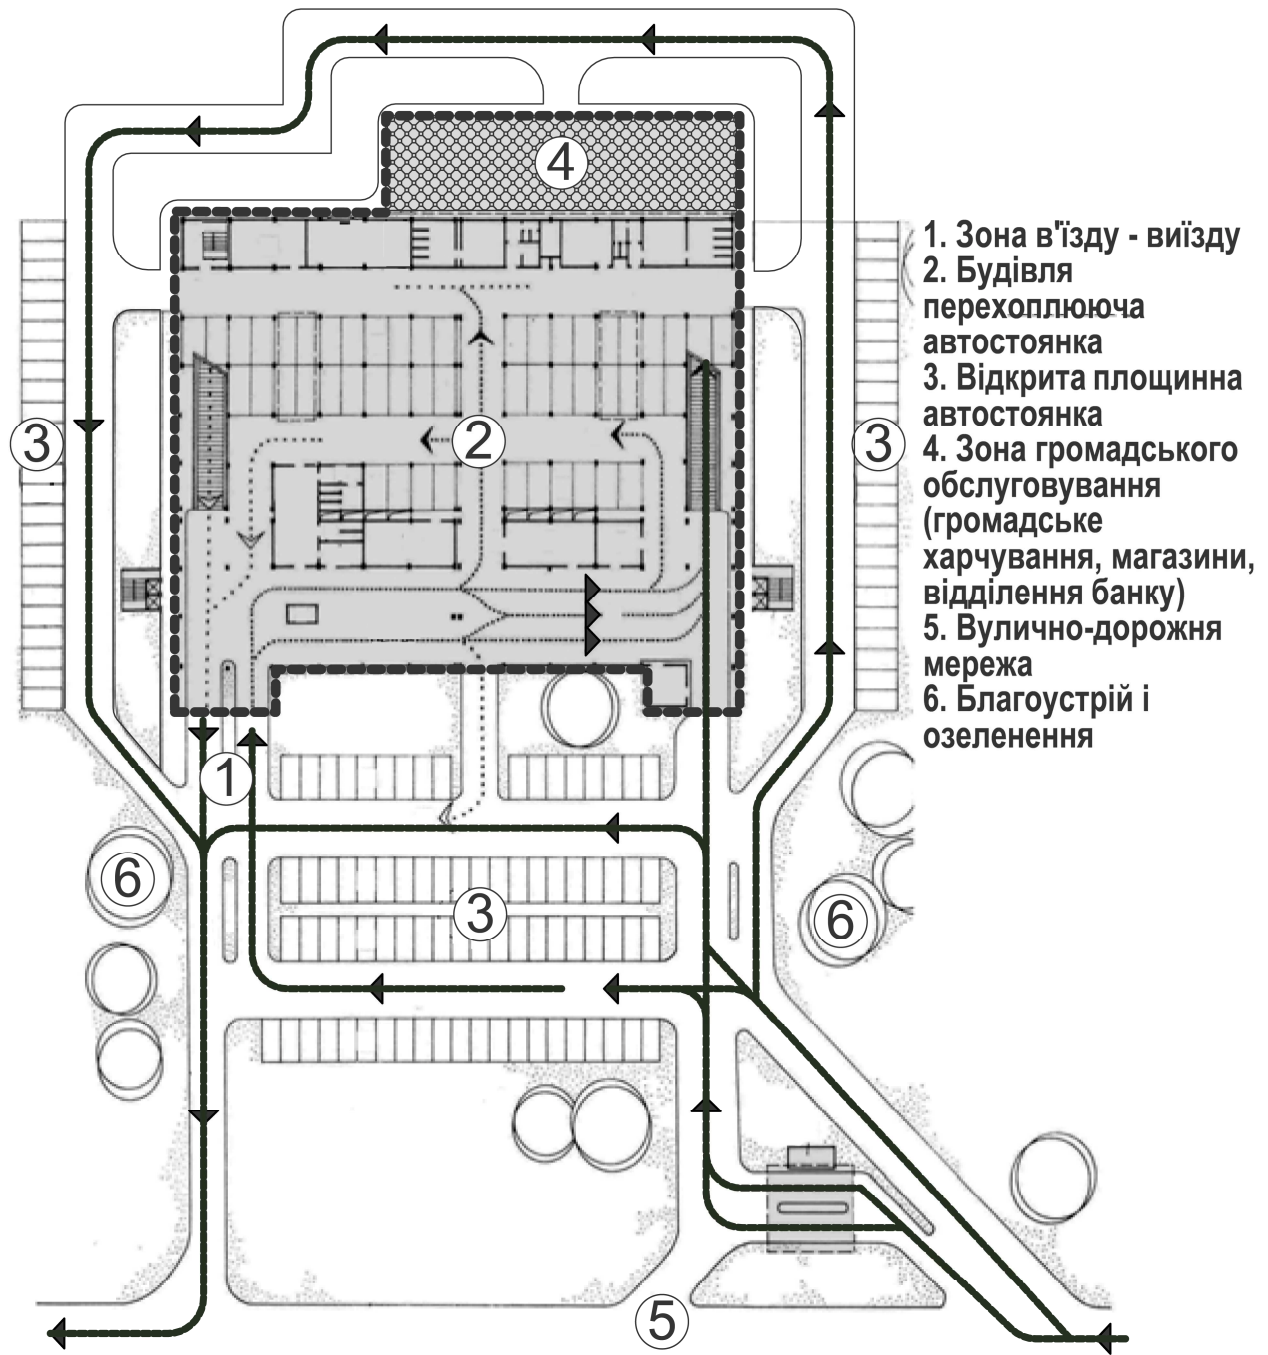 4
3
2
3
1
6
3
6
5
1. Зона в'їзду - виїзду
2. Будівля
перехоплююча
автостоянка
3. Відкрита площинна
автостоянка
4. Зона громадського
обслуговування
(громадське
харчування, магазини,
відділення банку)
5. Вулично-дорожня
мережа
6. Благоустрій і
озеленення